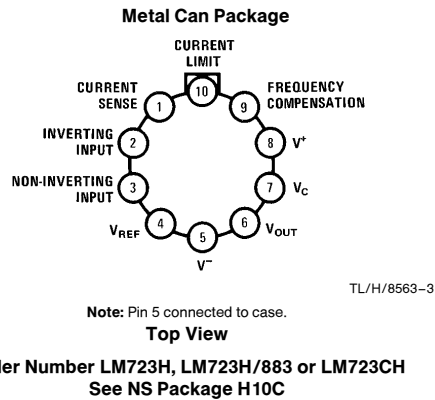 Metal Can Package
CURRENT
LIMIT
10
CURRENT
SENSE
1
9
FREQUENCY
COMPENSATION
INVERTING
INPUT
2
8
V+
NON-INVERTING
INPUT
3
7
VC
VREF
4
5
6
VOUT
V−
TL/H/8563–3
Note: Pin 5 connected to case.
Top View
Number LM723H, LM723H/883 or LM723CH
See NS Package H10C